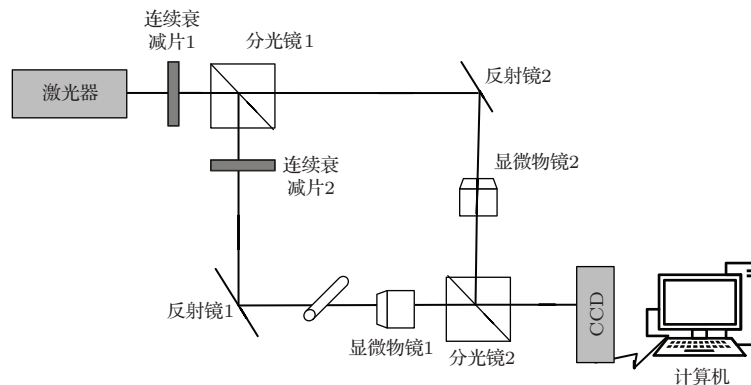 连续衰
减片1
分光镜1
反射镜2
激光器
连续衰
减片2
显微物镜2
反射镜1
显微物镜1
分光镜2
CCD
计算机